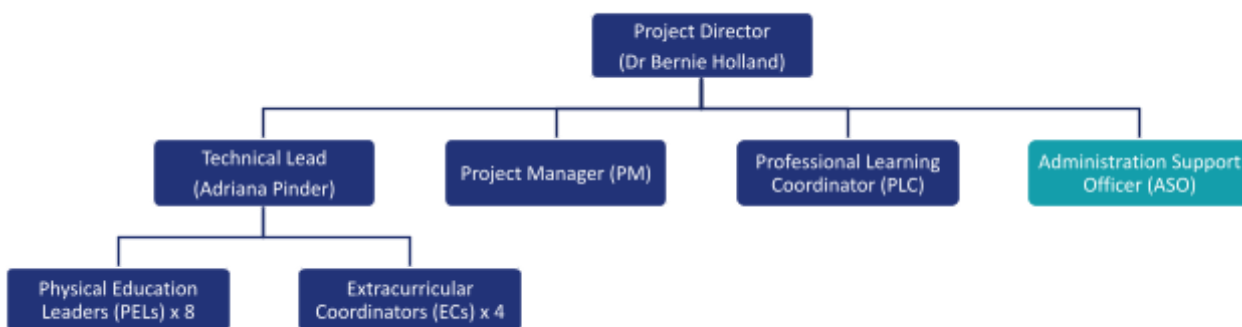 Project Director
(Dr Bernie Holland)
Technical Lead
(Adriana Pinder)
Project Manager (PM)
Professional Learning
Coordinator (PLC)
Administration Support
Officer (ASO)
Physical Education
Leaders (PELs) x 8
Extracurricular
Coordinators (ECs) x 4